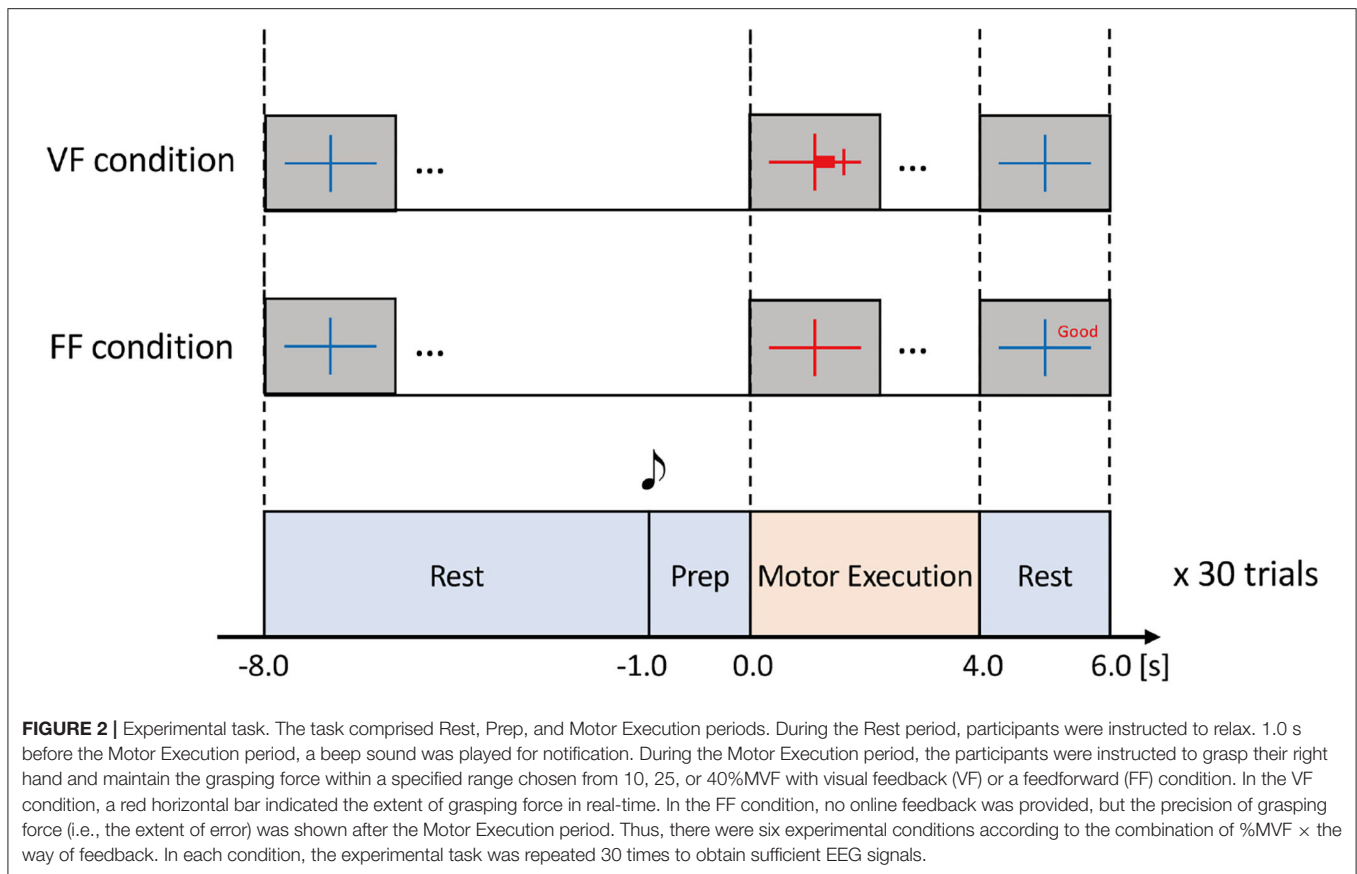 VF condition
...
...
FF condition
...
...
Good
♪
Rest
Prep
Motor Execution
Rest
x 30 trials
-8.0
-1.0
0.0
4.0
6.0 [s]
FIGURE 2 | Experimental task. The task comprised Rest, Prep, and Motor Execution periods. During the Rest period, participants were instructed to relax. 1.0 s
before the Motor Execution period, a beep sound was played for notification. During the Motor Execution period, the participants were instructed to grasp their right
hand and maintain the grasping force within a specified range chosen from 10, 25, or 40%MVF with visual feedback (VF) or a feedforward (FF) condition. In the VF
condition, a red horizontal bar indicated the extent of grasping force in real-time. In the FF condition, no online feedback was provided, but the precision of grasping
force (i.e., the extent of error) was shown after the Motor Execution period. Thus, there were six experimental conditions according to the combination of %MVF × the
way of feedback. In each condition, the experimental task was repeated 30 times to obtain sufficient EEG signals.